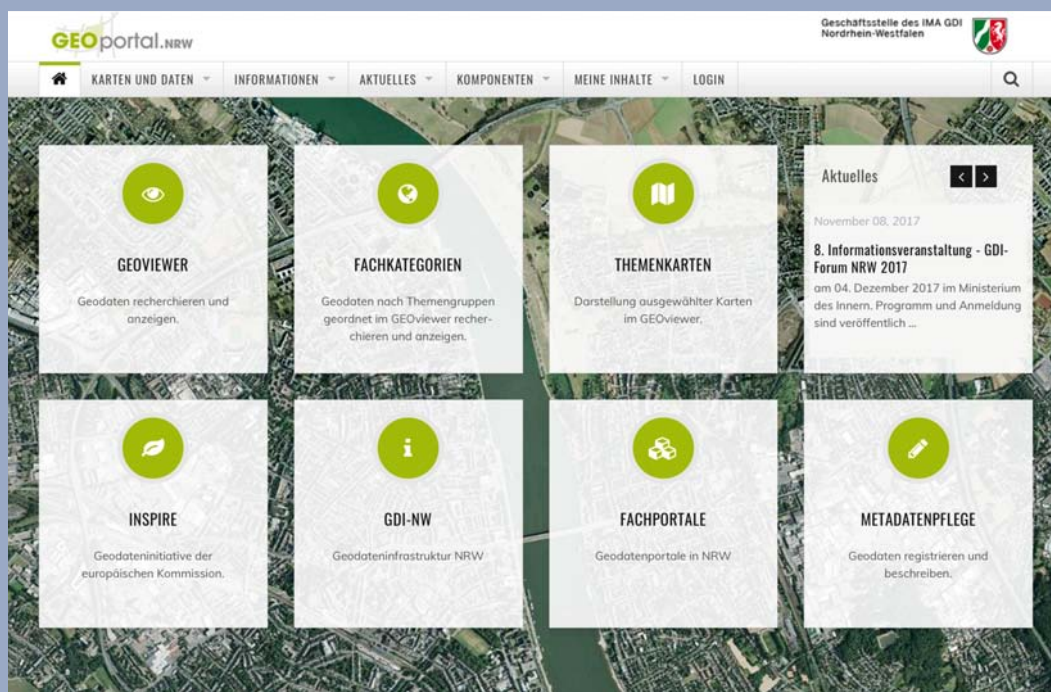 GEOportal.NRW
Geschäftsstelle des IMA GDI
Nordrhein-Westfalen
KARTEN UND DATEN INFORMATIONEN AKTUELLES KOMPONENTEN MEINE INHALTE LOGIN
GEOVIEWER
Geodaten recherchieren und
anzeigen.
FACHKATEGORIEN
Geodaten nach Themengruppen
geordnet im GEOviewer recher-
chieren und anzeigen.
THEMENKARTEN
Darstellung ausgewählter Karten
im GEOviewer.
Aktuelles
November 08, 2017
8. Informationsveranstaltung - GDI-
Forum NRW 2017
am 04. Dezember 2017 im Ministerium
des Innern. Programm und Anmeldung
sind veröffentlich ...
INSPIRE
Geodateninitiative der
europäischen Kommission.
GDI-NW
Geodateninfrastruktur NRW
FACHPORTALE
Geodatenportale in NRW
METADATENPFLEGE
Geodaten registrieren und
beschreiben.